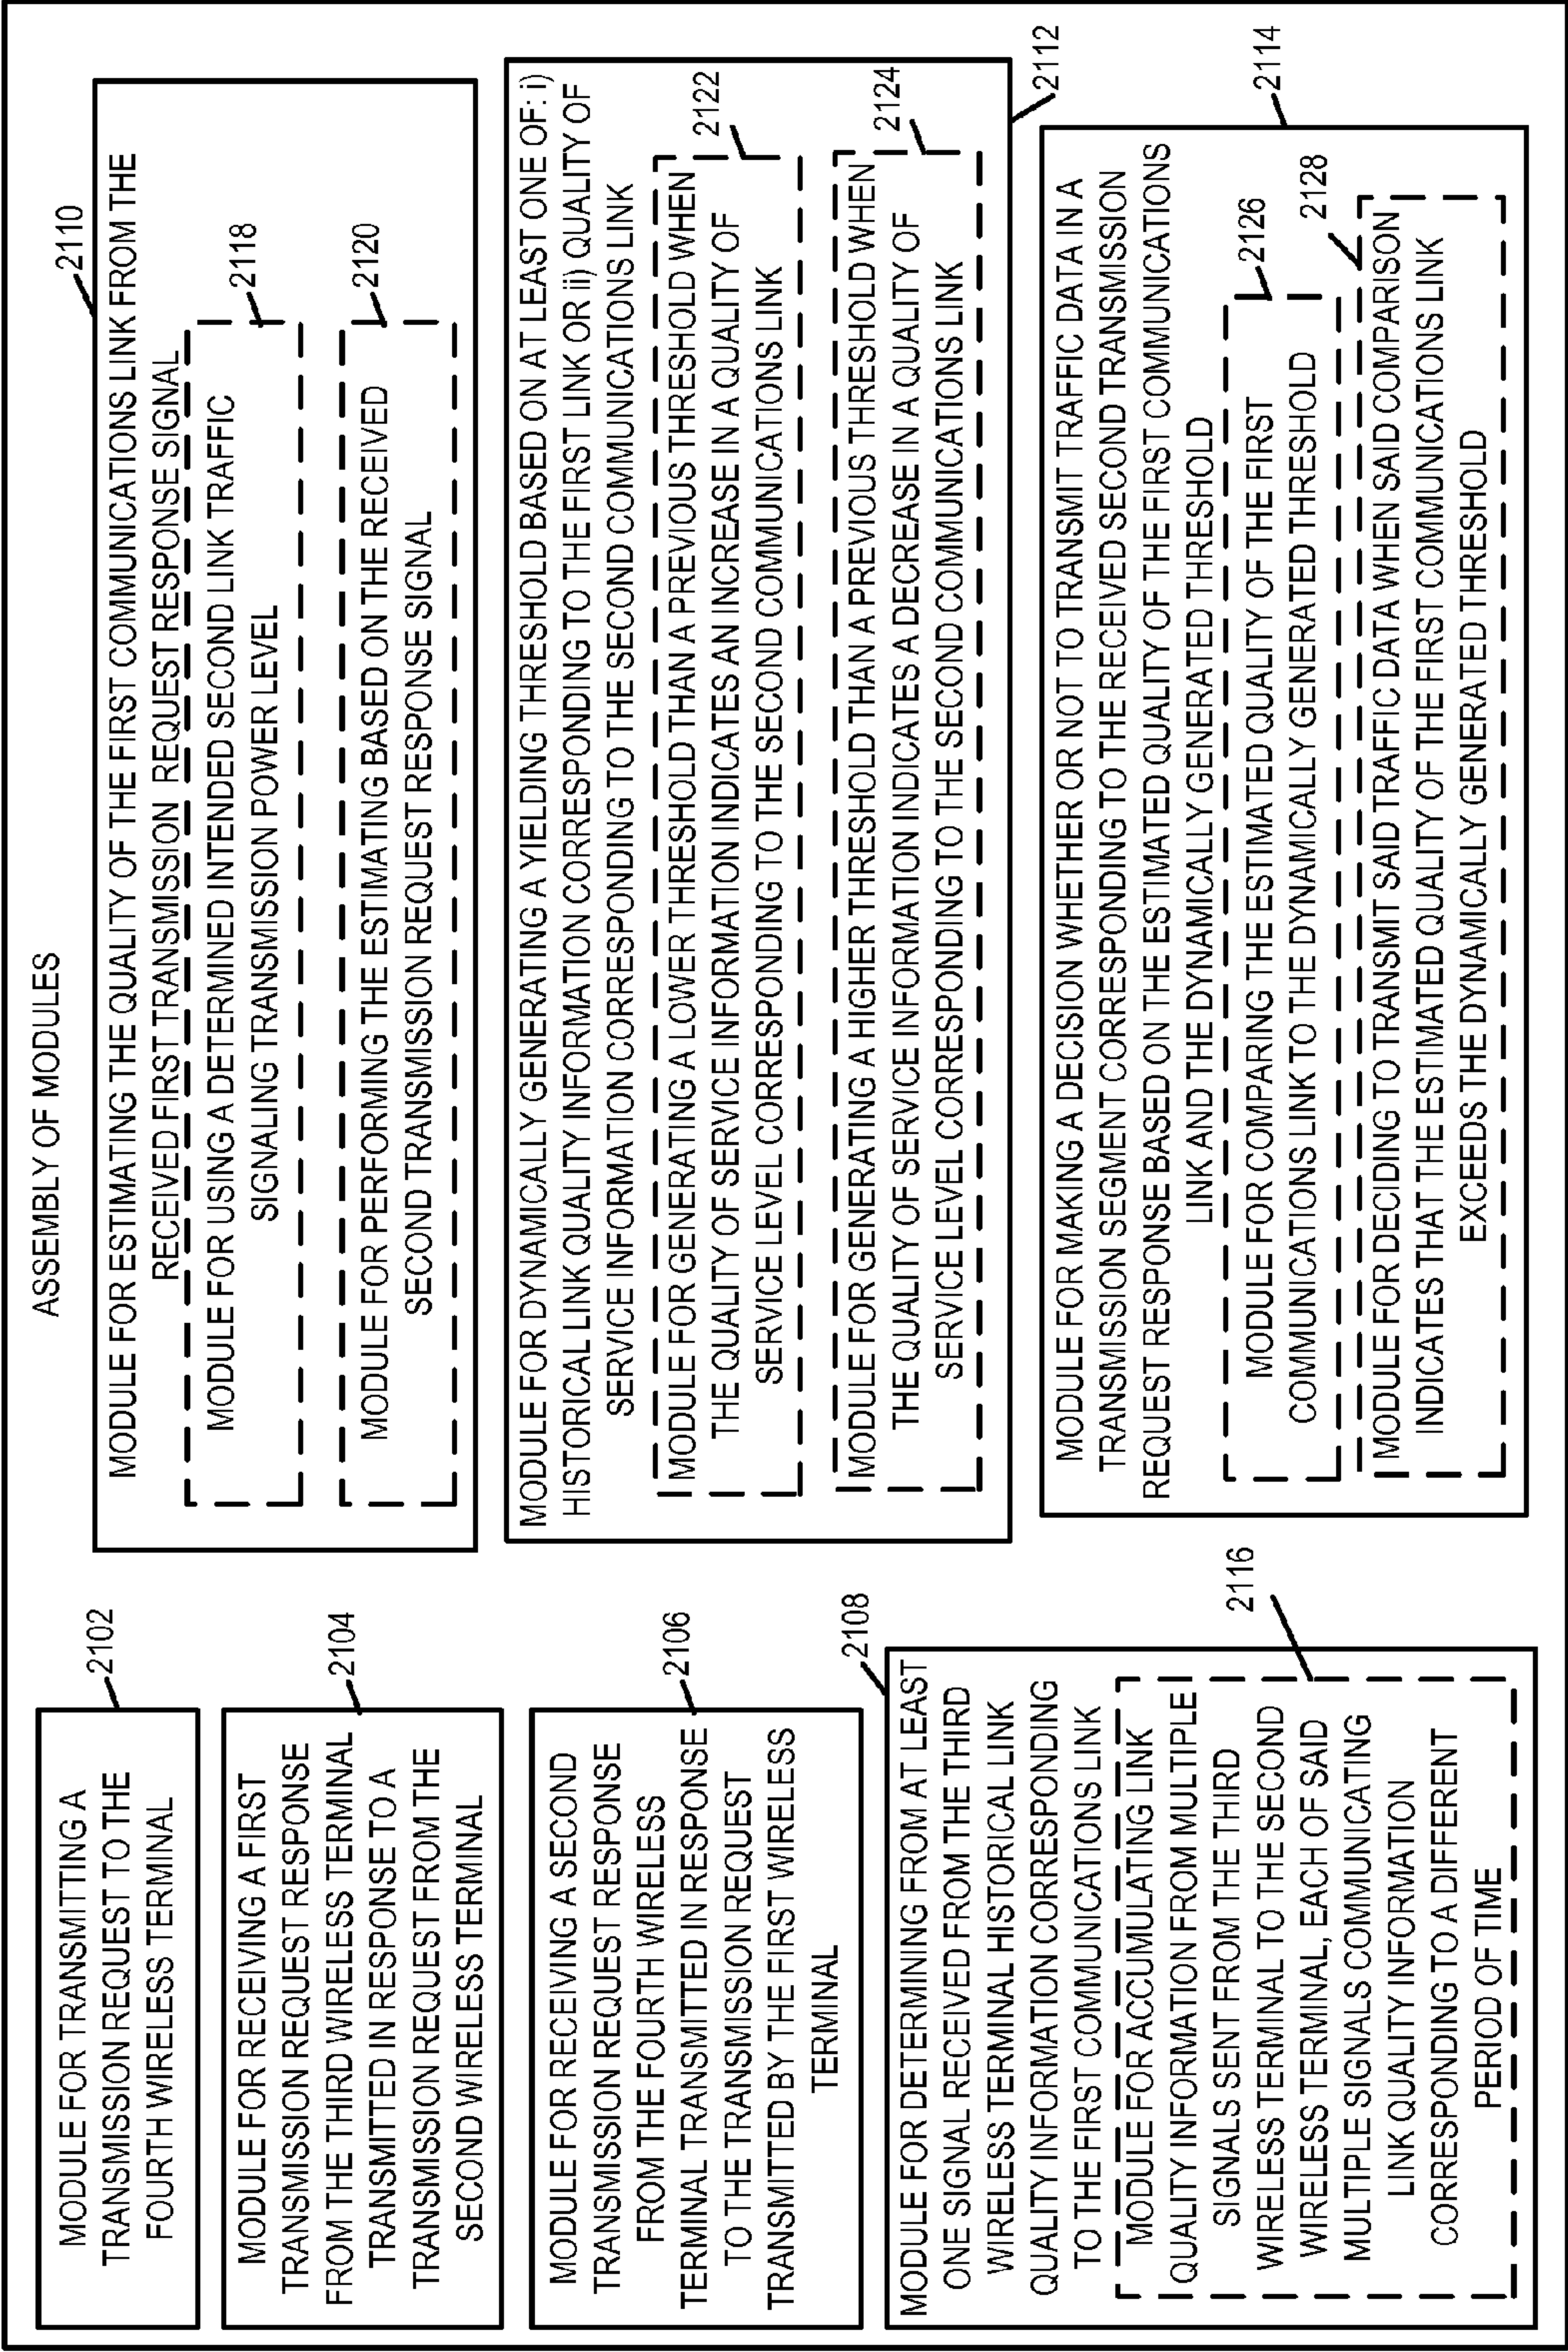 ASSEMBLY OF MODULES
MODULE FOR TRANSMITTING A
TRANSMISSION REQUEST TO THE
FOURTH WIRELESS TERMINAL
2102
MODULE FOR RECEIVING A FIRST
TRANSMISSION REQUEST RESPONSE
FROM THE THIRD WIRELESS TERMINAL
TRANSMITTED IN RESPONSE TO A
TRANSMISSION REQUEST FROM THE
SECOND WIRELESS TERMINAL
2104
MODULE FOR RECEIVING A SECOND
TRANSMISSION REQUEST RESPONSE
FROM THE FOURTH WIRELESS
TERMINAL TRANSMITTED IN RESPONSE
TO THE TRANSMISSION REQUEST
TRANSMITTED BY THE FIRST WIRELESS
TERMINAL
2106
2108
MODULE FOR DETERMINING FROM AT LEAST
ONE SIGNAL RECEIVED FROM THE THIRD
WIRELESS TERMINAL HISTORICAL LINK
QUALITY INFORMATION CORRESPONDING
TO THE FIRST COMMUNICATIONS LINK
MODULE FOR ACCUMULATING LINK
QUALITY INFORMATION FROM MULTIPLE
SIGNALS SENT FROM THE THIRD
WIRELESS TERMINAL TO THE SECOND
WIRELESS TERMINAL, EACH OF SAID
MULTIPLE SIGNALS COMMUNICATING
LINK QUALITY INFORMATION
CORRESPONDING TO A DIFFERENT
PERIOD OF TIME
2116
2110
MODULE FOR ESTIMATING THE QUALITY OF THE FIRST COMMUNICATIONS LINK FROM THE
RECEIVED FIRST TRANSMISSION REQUEST RESPONSE SIGNAL
MODULE FOR USING A DETERMINED INTENDED SECOND LINK TRAFFIC
SIGNALING TRANSMISSION POWER LEVEL
2118
MODULE FOR PERFORMING THE ESTIMATING BASED ON THE RECEIVED
SECOND TRANSMISSION REQUEST RESPONSE SIGNAL
2120
MODULE FOR DYNAMICALLY GENERATING A YIELDING THRESHOLD BASED ON AT LEAST ONE OF: i)
HISTORICAL LINK QUALITY INFORMATION CORRESPONDING TO THE FIRST LINK OR ii) QUALITY OF
SERVICE INFORMATION CORRESPONDING TO THE SECOND COMMUNICATIONS LINK
MODULE FOR GENERATING A LOWER THRESHOLD THAN A PREVIOUS THRESHOLD WHEN
THE QUALITY OF SERVICE INFORMATION INDICATES AN INCREASE IN A QUALITY OF
SERVICE LEVEL CORRESPONDING TO THE SECOND COMMUNICATIONS LINK
2122
MODULE FOR GENERATING A HIGHER THRESHOLD THAN A PREVIOUS THRESHOLD WHEN
THE QUALITY OF SERVICE INFORMATION INDICATES A DECREASE IN A QUALITY OF
SERVICE LEVEL CORRESPONDING TO THE SECOND COMMUNICATIONS LINK
2124
2112
MODULE FOR MAKING A DECISION WHETHER OR NOT TO TRANSMIT TRAFFIC DATA IN A
TRANSMISSION SEGMENT CORRESPONDING TO THE RECEIVED SECOND TRANSMISSION
REQUEST RESPONSE BASED ON THE ESTIMATED QUALITY OF THE FIRST COMMUNICATIONS
LINK AND THE DYNAMICALLY GENERATED THRESHOLD
2114
MODULE FOR COMPARING THE ESTIMATED QUALITY OF THE FIRST
COMMUNICATIONS LINK TO THE DYNAMICALLY GENERATED THRESHOLD
2126
MODULE FOR DECIDING TO TRANSMIT SAID TRAFFIC DATA WHEN SAID COMPARISON
INDICATES THAT THE ESTIMATED QUALITY OF THE FIRST COMMUNICATIONS LINK
EXCEEDS THE DYNAMICALLY GENERATED THRESHOLD
2128